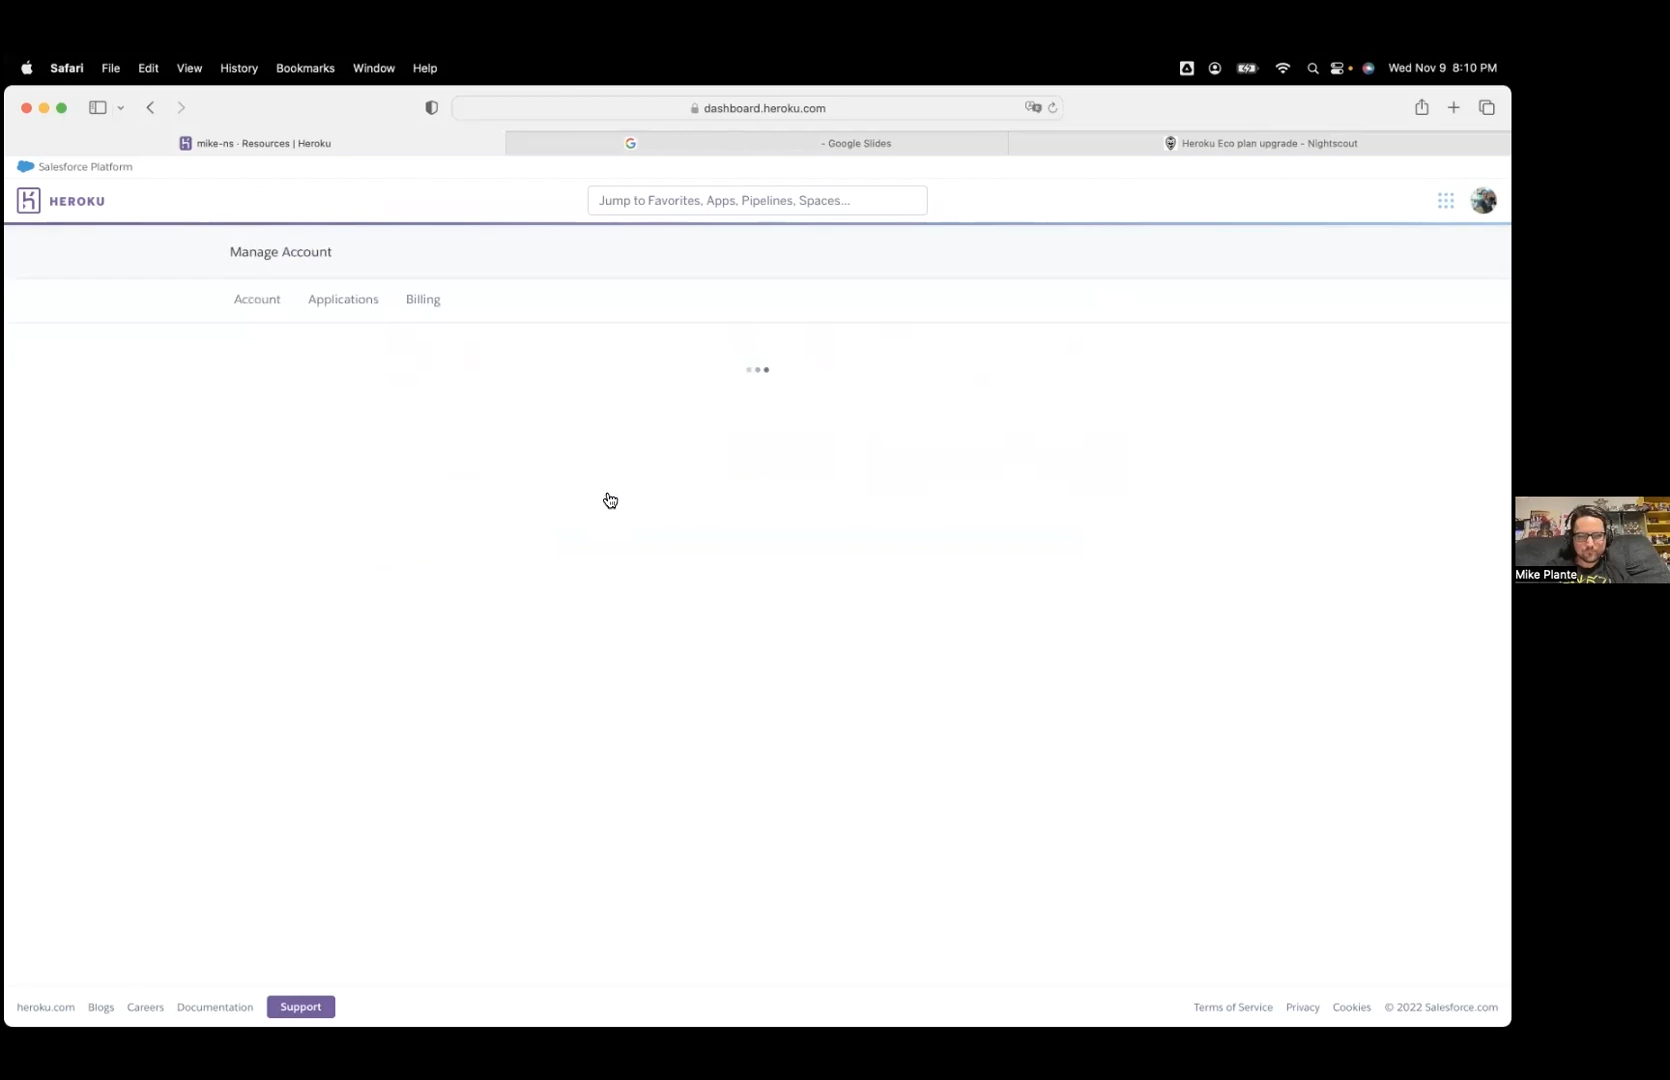 Safari File Edit View History Bookmarks Window Help Wed Nov 9 8:10 PM
dashboard.heroku.com
mike-ns · Resources | Heroku - Google Slides Heroku Eco plan upgrade - Nightscout
Salesforce Platform
HEROKU Jump to Favorites, Apps, Pipelines, Spaces...
Manage Account
Account Applications Billing
Mike Plante
heroku.com Blogs Careers Documentation Support Terms of Service Privacy Cookies © 2022 Salesforce.com